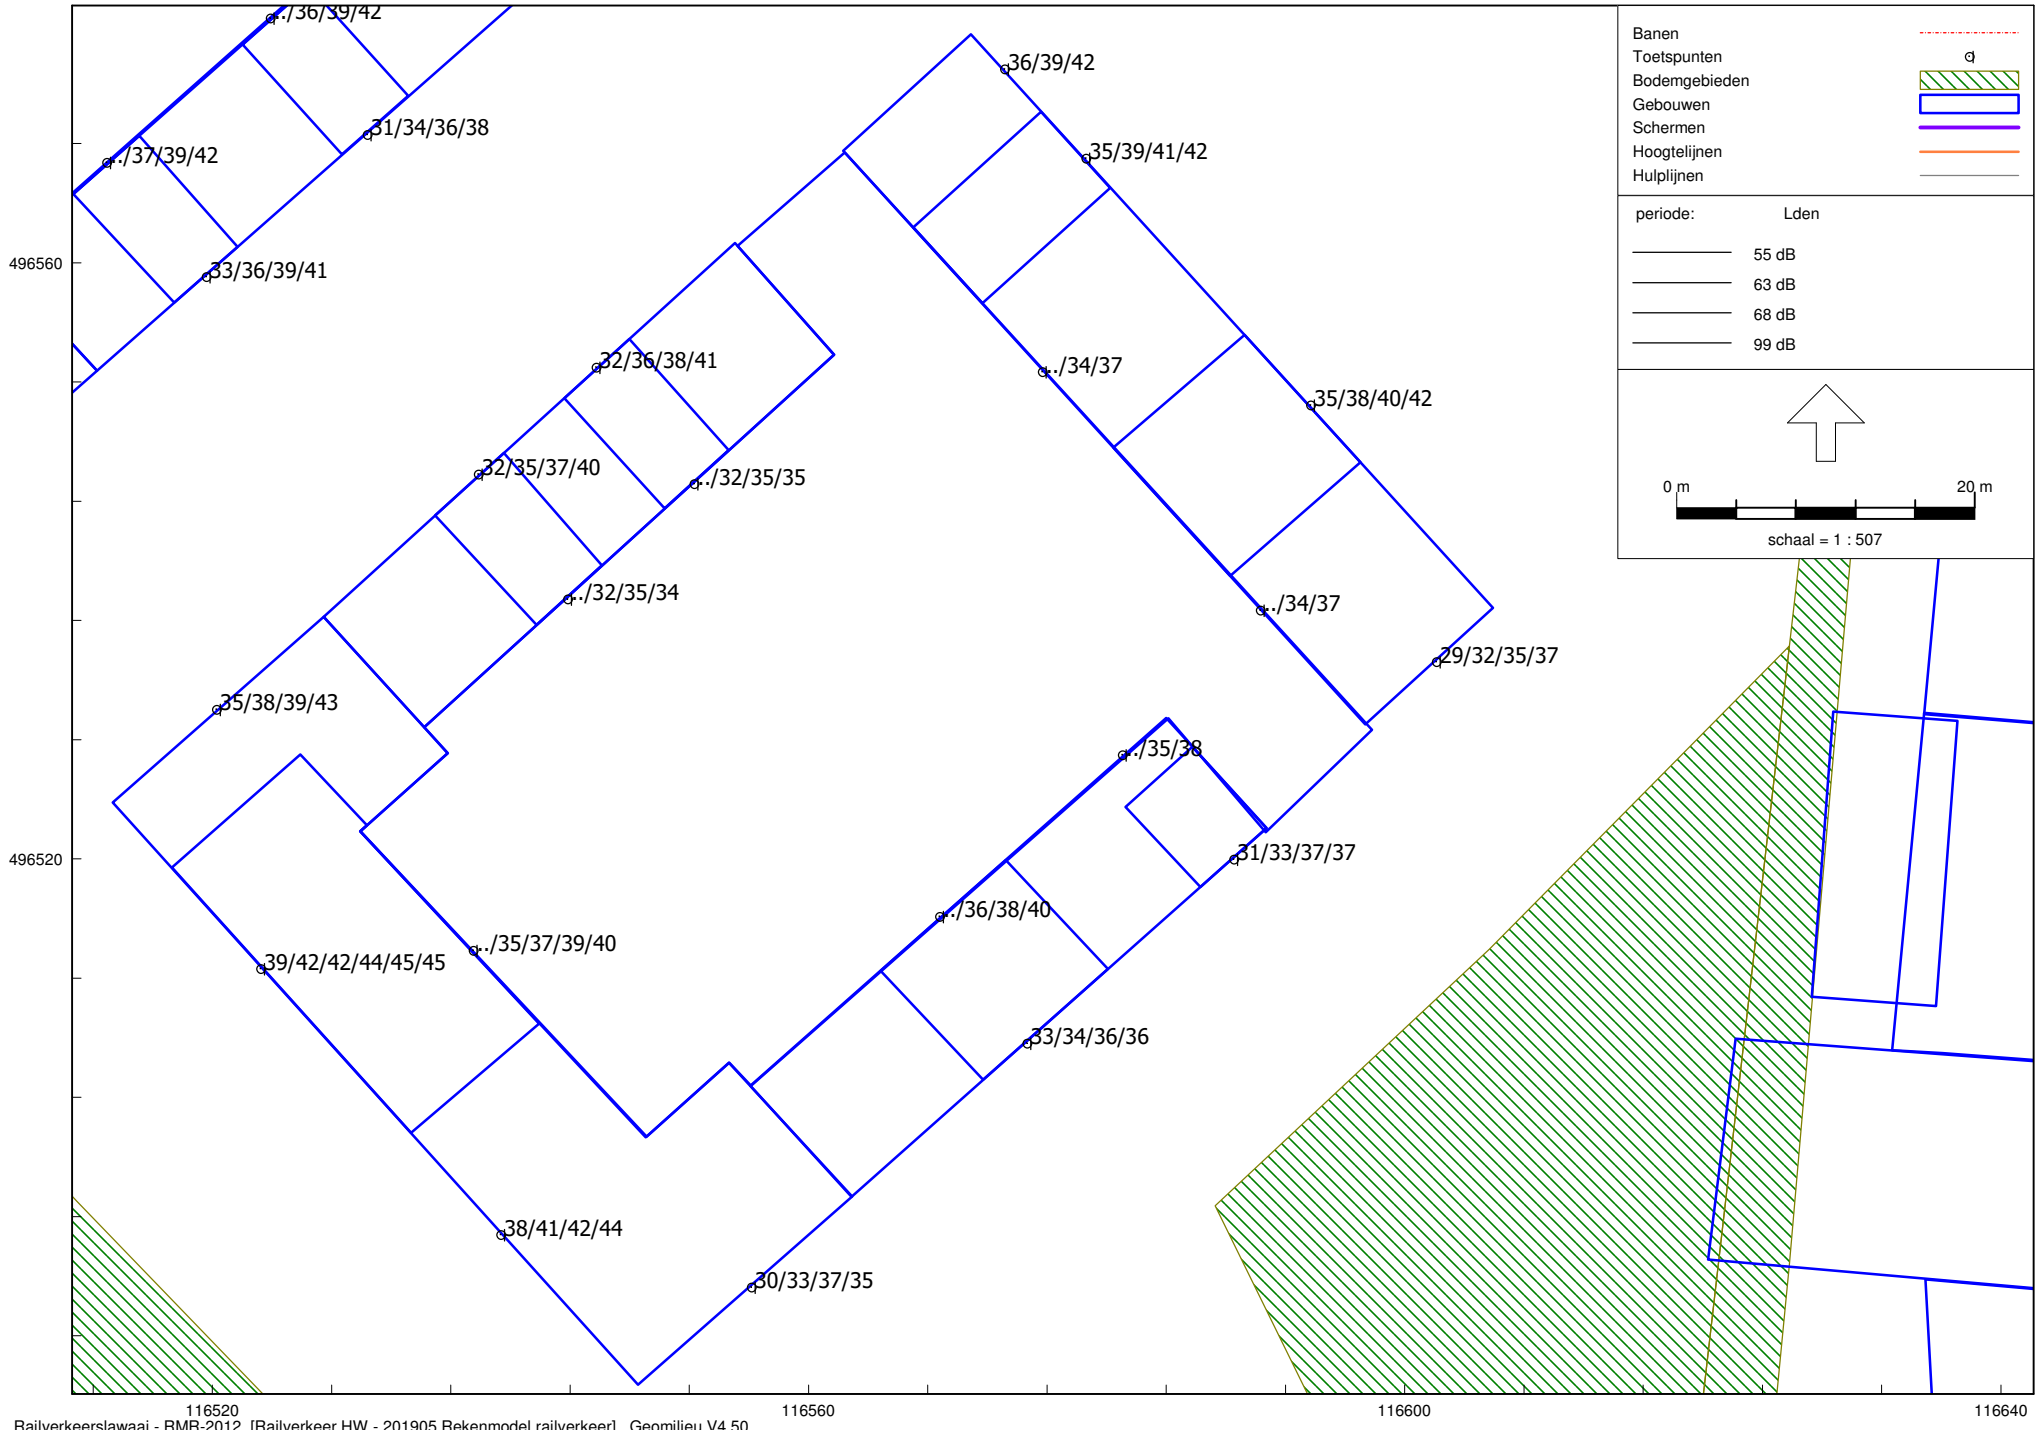 ../36/39/42
36/39/42
31/34/36/38
../37/39/42
35/39/41/42
33/36/39/41
496560
32/36/38/41
../34/37
35/38/40/42
32/35/37/40
../32/35/35
../32/35/34
../34/37
29/32/35/37
35/38/39/43
../35/38
496520
31/33/37/37
../36/38/40
../35/37/39/40
39/42/42/44/45/45
33/34/36/36
38/41/42/44
30/33/37/35
Banen
Toetspunten
Bodemgebieden
Gebouwen
Schermen
Hoogtelijnen
Hulplijnen
periode: Lden
55 dB
63 dB
68 dB
99 dB
0 m 20 m
schaal = 1 : 507
116520 116560 116600 116640
Railverkeerslawaai - RMR-2012, [Railverkeer HW - 201905 Rekenmodel railverkeer] , Geomilieu V4.50